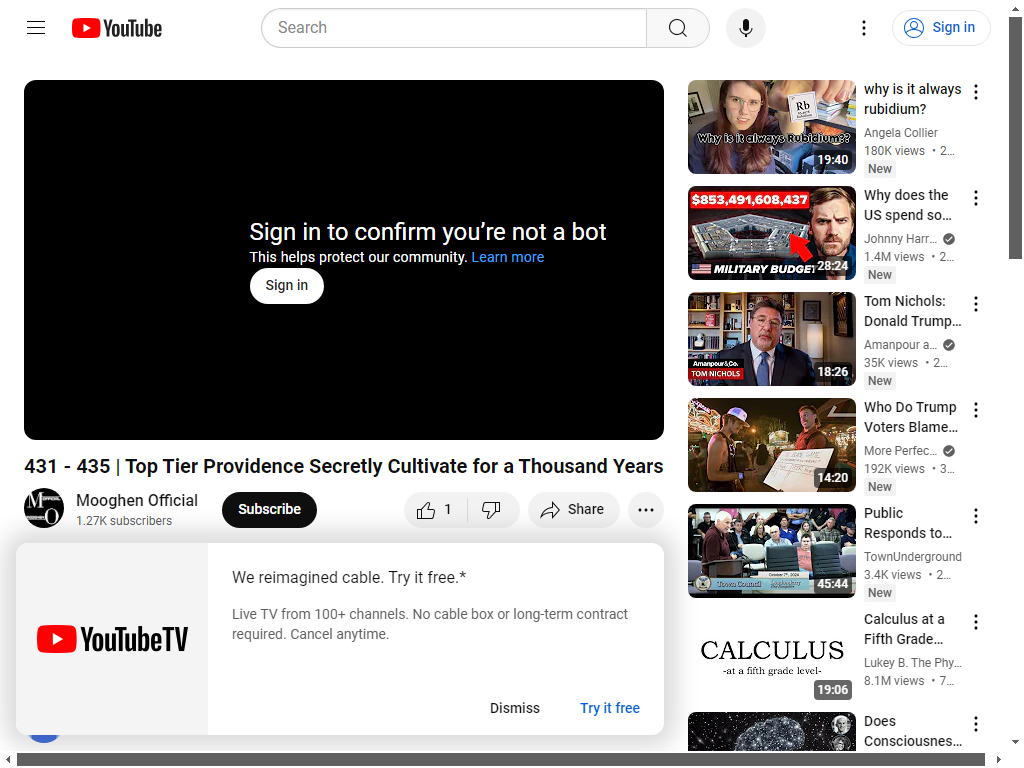 YouTube
Search
Sign in
Sign in to confirm you’re not a bot
This helps protect our community. Learn more
Sign in
431 - 435 | Top Tier Providence Secretly Cultivate for a Thousand Years
Mooghen Official
1.27K subscribers
Subscribe
1
Share
We reimagined cable. Try it free.*
Live TV from 100+ channels. No cable box or long-term contract
required. Cancel anytime.
YouTubeTV
Dismiss
Try it free
Rb
Why is it always Rubidium??
19:40
why is it always
rubidium?
Angela Collier
180K views • 2...
New
$853,491,608,437
MILITARY BUDGET
28:24
Why does the
US spend so...
Johnny Harr...
1.4M views • 2...
New
Amanpour&Co.
TOM NICHOLS
18:26
Tom Nichols:
Donald Trump...
Amanpour a...
35K views • 2...
New
14:20
Who Do Trump
Voters Blame...
More Perfec...
192K views • 3...
New
October 7th, 2024
Town Council
45:44
Public
Responds to...
TownUnderground
3.4K views • 2...
New
CALCULUS
-at a fifth grade level-
19:06
Calculus at a
Fifth Grade...
Lukey B. The Phy...
8.1M views • 7...
Does
Consciousnes...